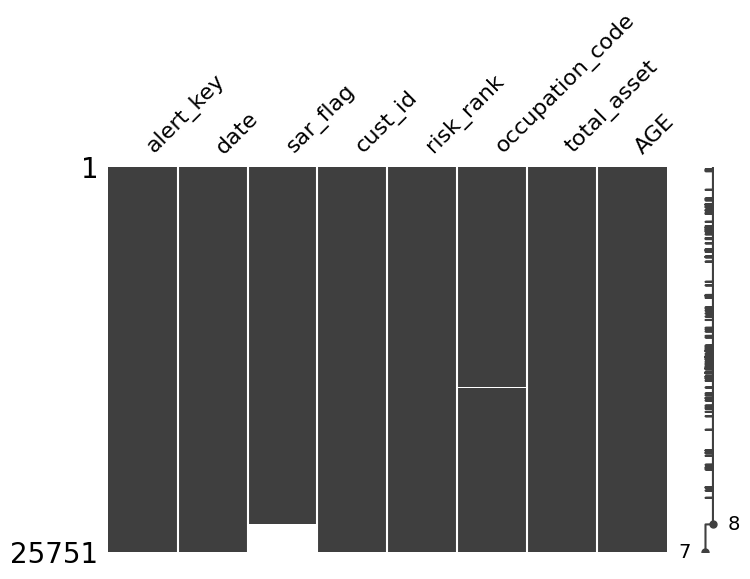 alert_key
date
sar_flag
cust_id
risk_rank
occupation_code
total_asset
AGE
1
8
7
25751